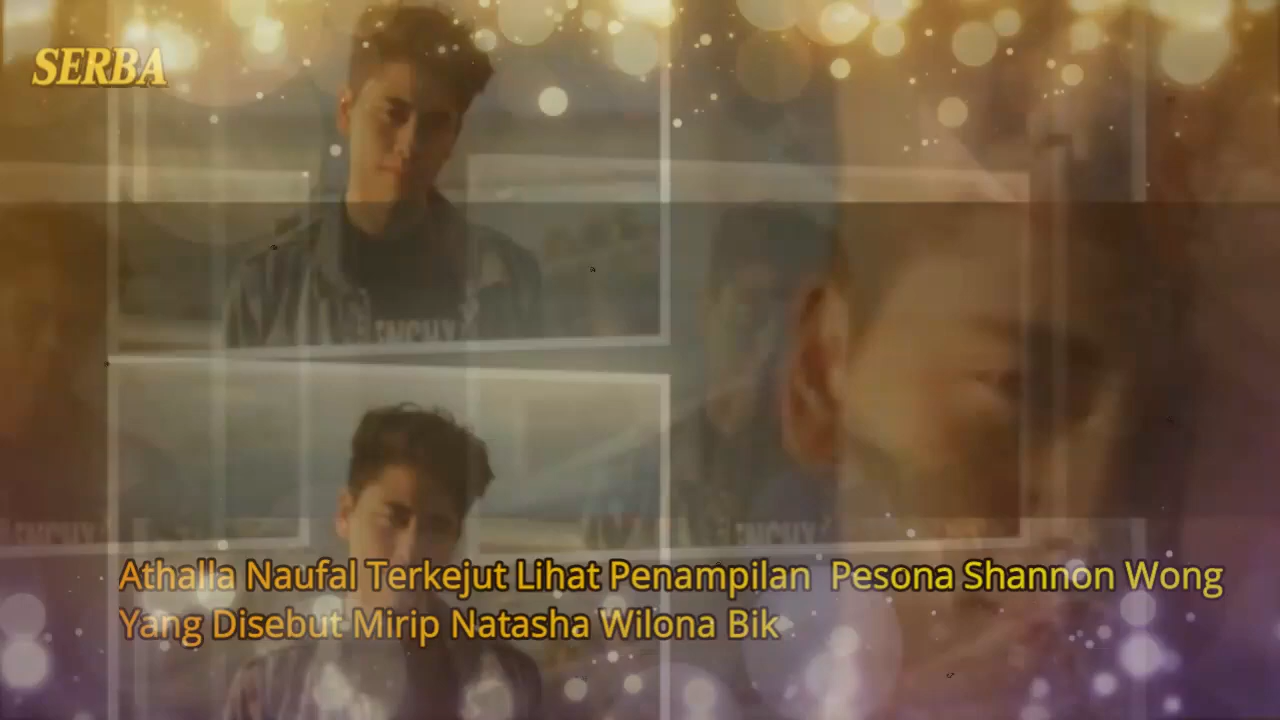 SERBA
Athalla Naufal Terkejut Lihat Penampilan Pesona Shannon Wong
Yang Disebut Mirip Natasha Wilona Bik